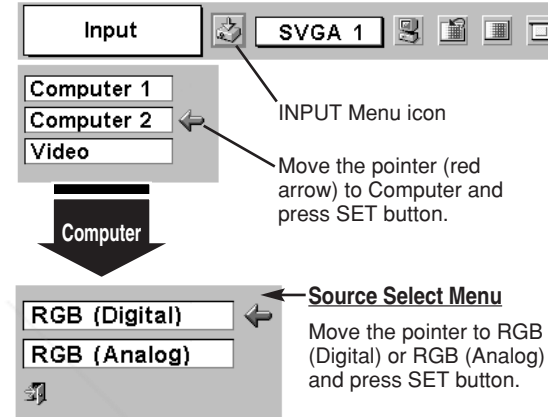 Input
SVGA 1
Computer 1
Computer 2
Video
INPUT Menu icon
Move the pointer (red
arrow) to Computer and
press SET button.
Computer
Source Select Menu
RGB (Digital)
RGB (Analog)
Move the pointer to RGB
(Digital) or RGB (Analog)
and press SET button.